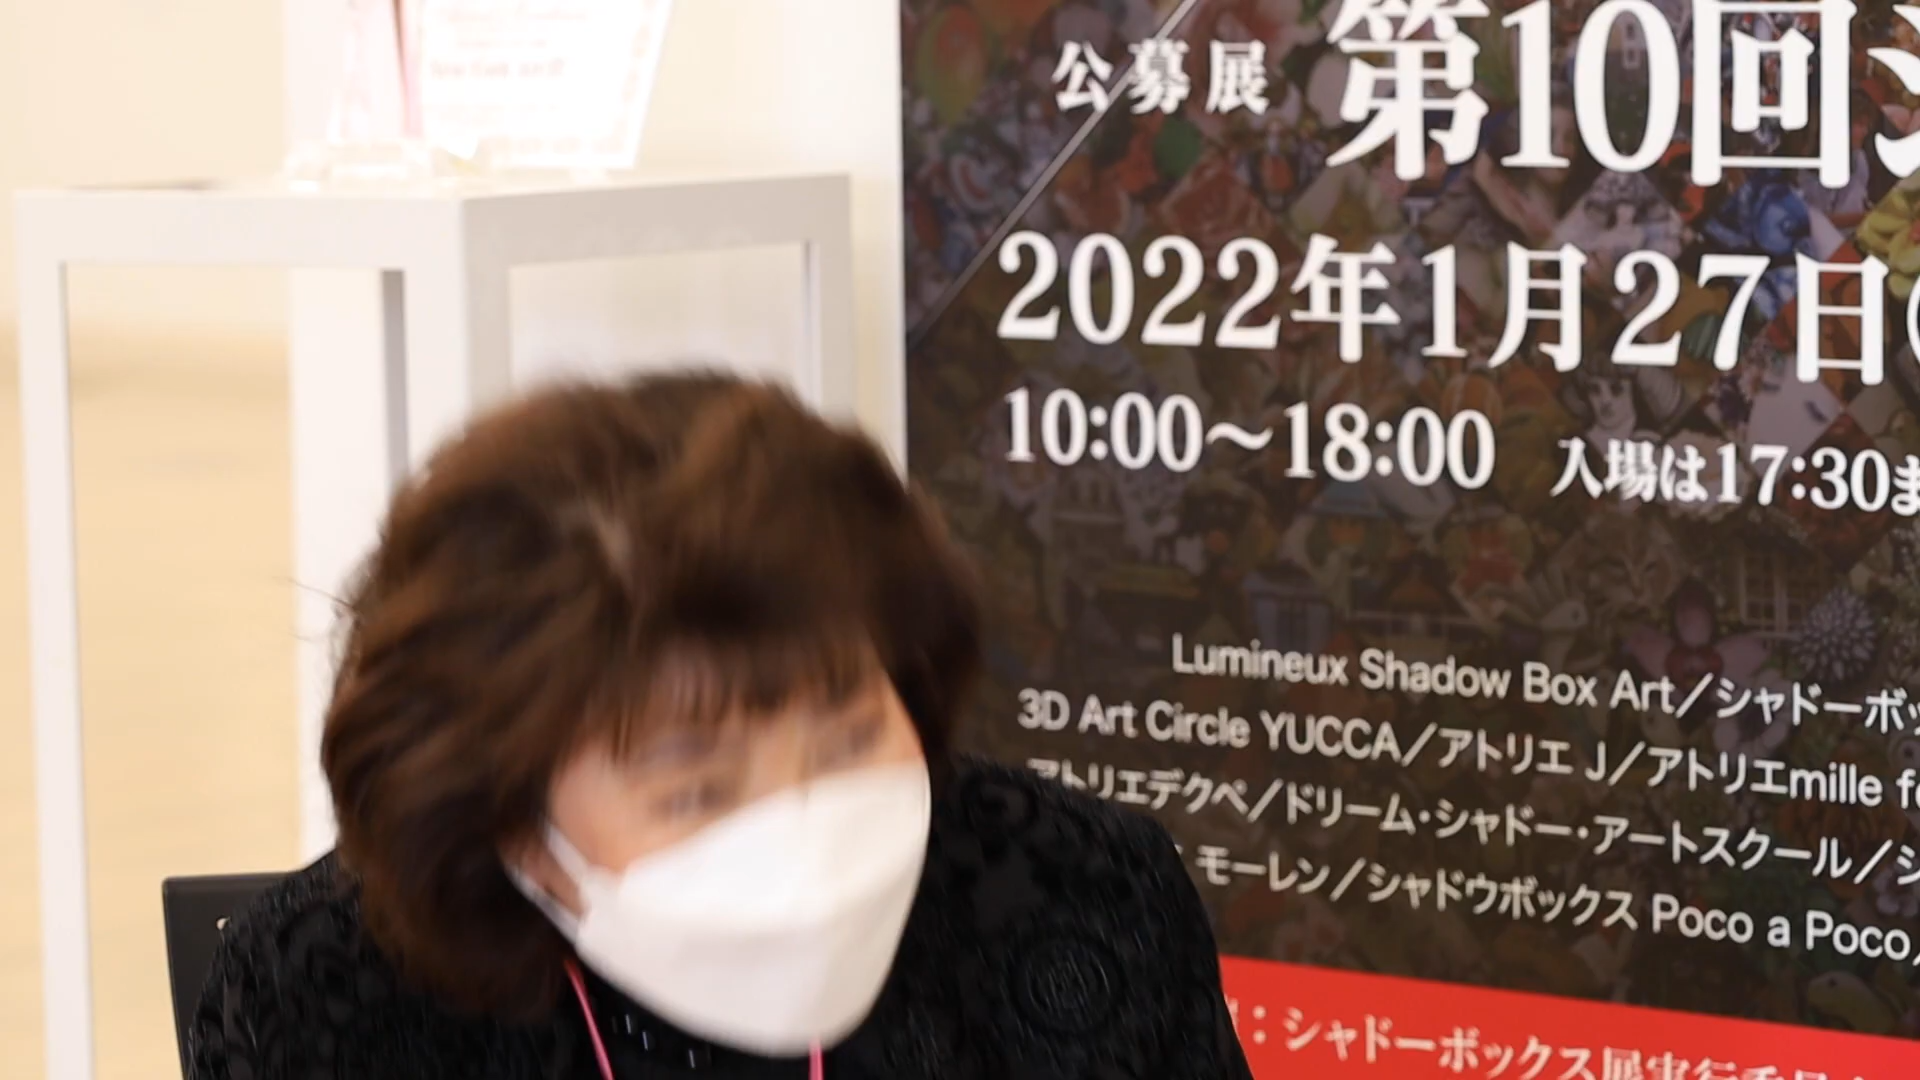 公募展 第10回シ
2022年1月27日(
10:00～18:00 入場は17:30ま
Lumineux Shadow Box Art／シャドーボッ
3D Art Circle YUCCA／アトリエ J／アトリエmille fe
アトリエデクペ／ドリーム・シャドー・アートスクール／シ
モーレン／シャドウボックス Poco a Poco／
：シャドーボックス展実行委員